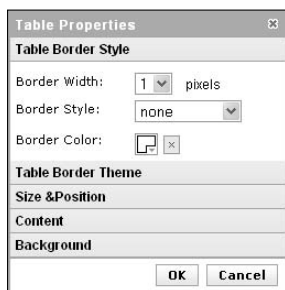 Table Properties
Table Border Style
Border Width: 1 pixels
Border Style: none
Border Color:
Table Border Theme
Size &Position
Content
Background
OK Cancel